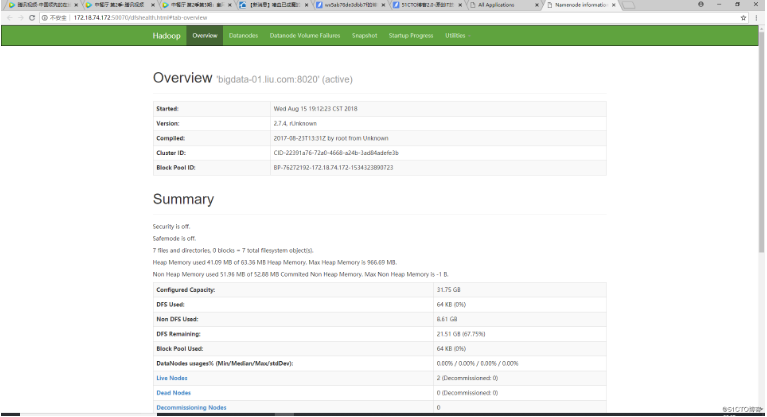 不安全 | 172.18.74.172:50070/dfshealth.html#tab-overview
Hadoop Overview Datanodes Datanode Volume Failures Snapshot Startup Progress Utilities
Overview 'bigdata-01.liu.com:8020' (active)
Started: Wed Aug 15 19:12:23 CST 2018
Version: 2.7.4, rUnknown
Compiled: 2017-08-23T13:31Z by root from Unknown
Cluster ID: CID-22391a76-72a0-4668-a24b-3ad84adefe3b
Block Pool ID: BP-76272192-172.18.74.172-1534323890723
Summary
Security is off.
Safemode is off.
7 files and directories, 0 blocks = 7 total filesystem object(s).
Heap Memory used 41.09 MB of 63.36 MB Heap Memory. Max Heap Memory is 966.69 MB.
Non Heap Memory used 51.96 MB of 52.88 MB Commited Non Heap Memory. Max Non Heap Memory is -1 B.
Configured Capacity: 31.75 GB
DFS Used: 64 KB (0%)
Non DFS Used: 8.61 GB
DFS Remaining: 21.51 GB (67.75%)
Block Pool Used: 64 KB (0%)
DataNodes usages% (Min/Median/Max/stdDev): 0.00% / 0.00% / 0.00% / 0.00%
Live Nodes 2 (Decommissioned: 0)
Dead Nodes 0 (Decommissioned: 0)
Decommissioning Nodes 0
@51CTO博客